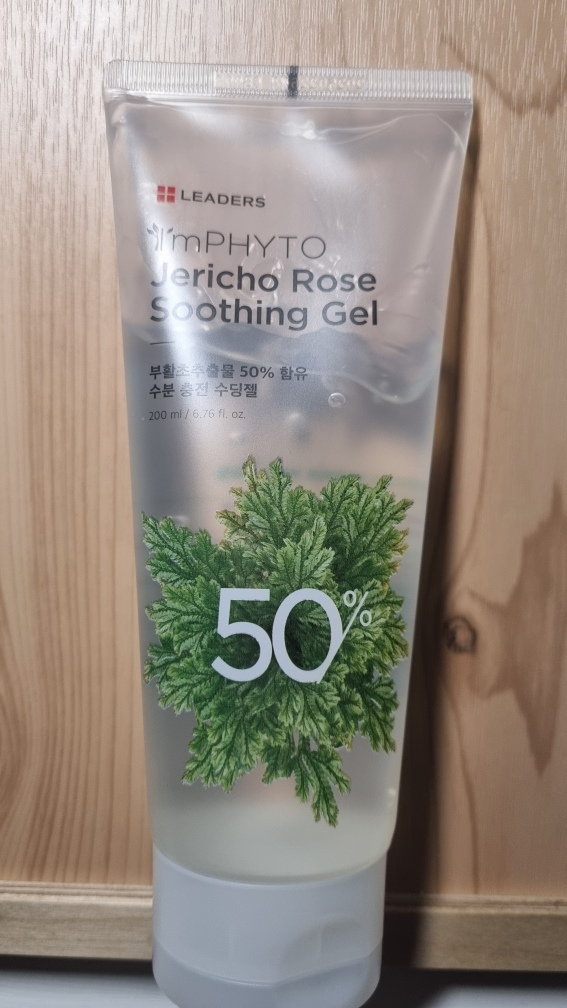 LEADERS
I'mPHYTO
Jericho Rose
Soothing Gel
부활초추출물 50% 함유
수분 충전 수딩젤
200 ml / 6.76 fl. oz.
50%